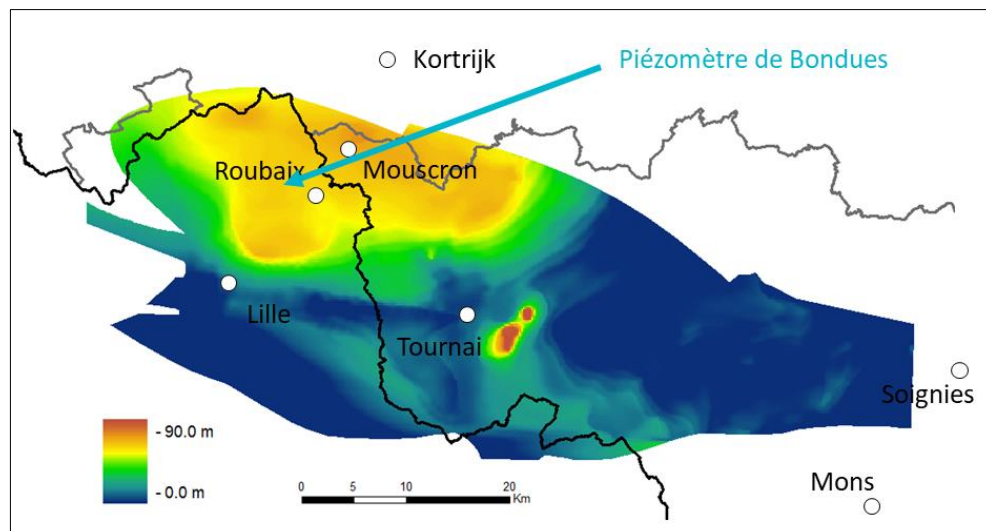 Kortrijk
Piézomètre de Bondues
Roubaix
Mouscron
Lille
Tournai
Soignies
Mons
- 90.0 m
- 0.0 m
0 5 10 20
Km